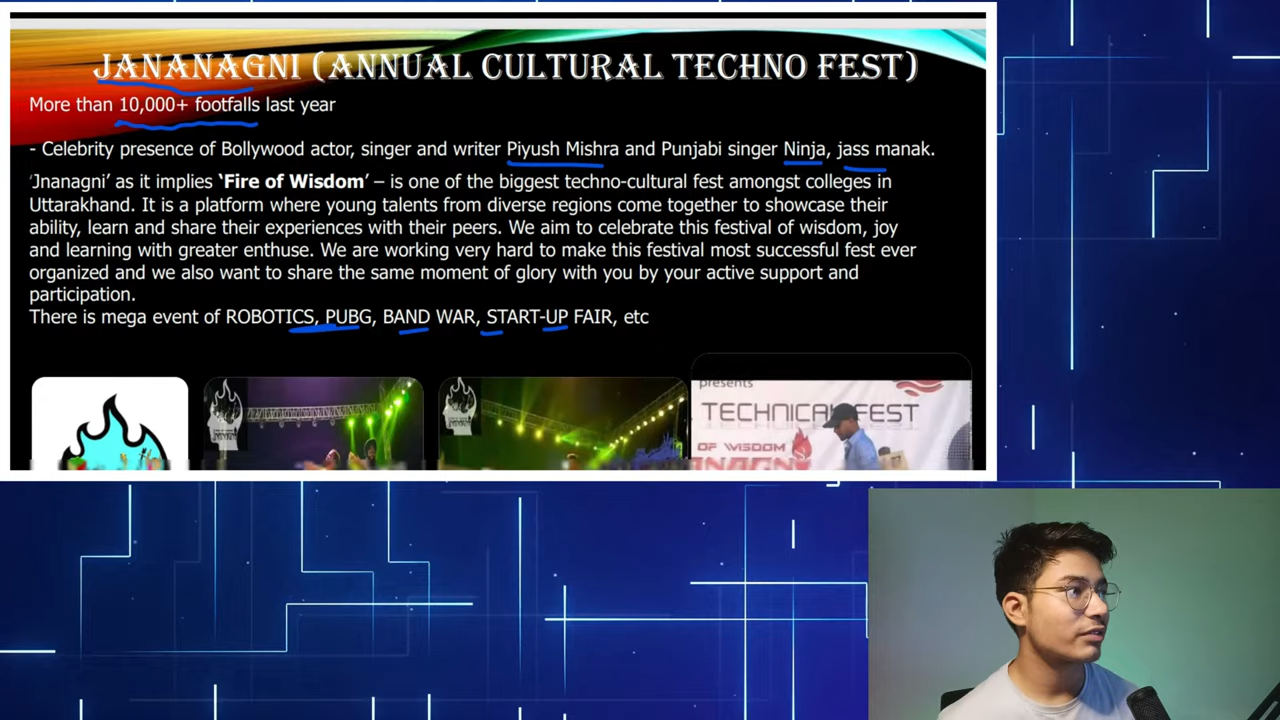 JANANAGNI (ANNUAL CULTURAL TECHNO FEST)
More than 10,000+ footfalls last year
- Celebrity presence of Bollywood actor, singer and writer Piyush Mishra and Punjabi singer Ninja, jass manak.
'Jnanagni' as it implies 'Fire of Wisdom' – is one of the biggest techno-cultural fest amongst colleges in
Uttarakhand. It is a platform where young talents from diverse regions come together to showcase their
ability, learn and share their experiences with their peers. We aim to celebrate this festival of wisdom, joy
and learning with greater enthuse. We are working very hard to make this festival most successful fest ever
organized and we also want to share the same moment of glory with you by your active support and
participation.
There is mega event of ROBOTICS, PUBG, BAND WAR, START-UP FAIR, etc
presents
TECHNICAL FEST
OF WISDOM